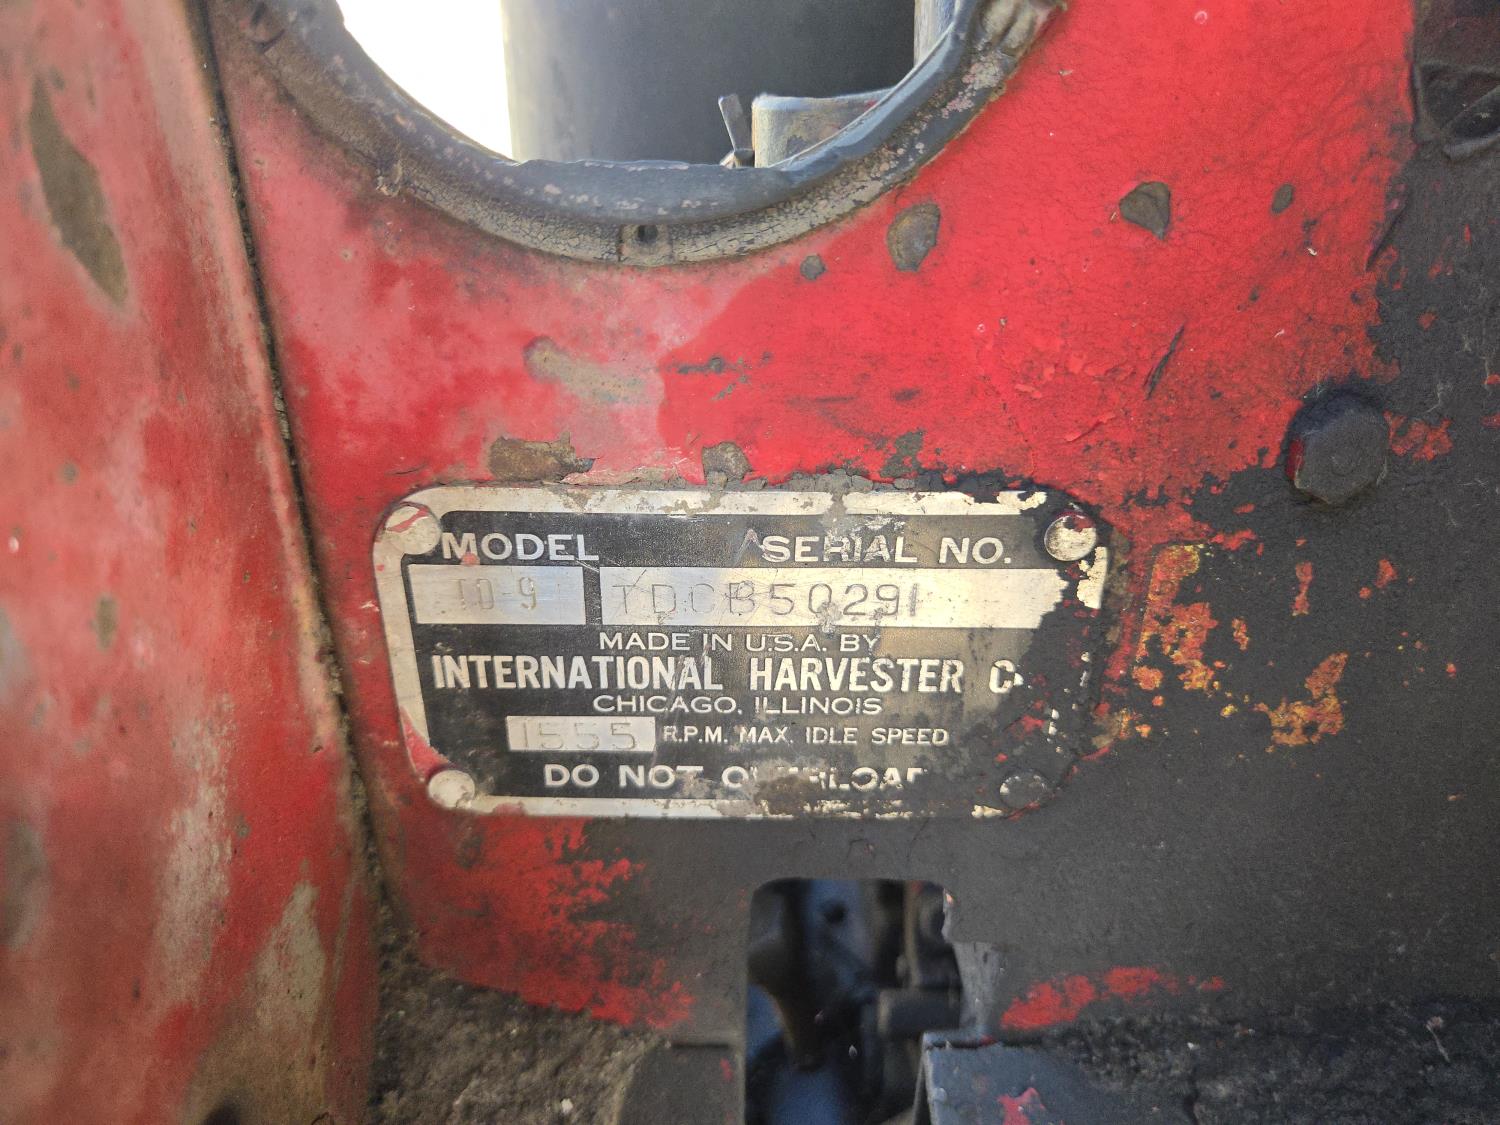 MODEL SERIAL NO.
TD-9 TDCB50291
MADE IN U.S.A. BY
INTERNATIONAL HARVESTER
CHICAGO, ILLINOIS
1555 R.P.M. MAX. IDLE SPEED
DO NOT OVERLOAD